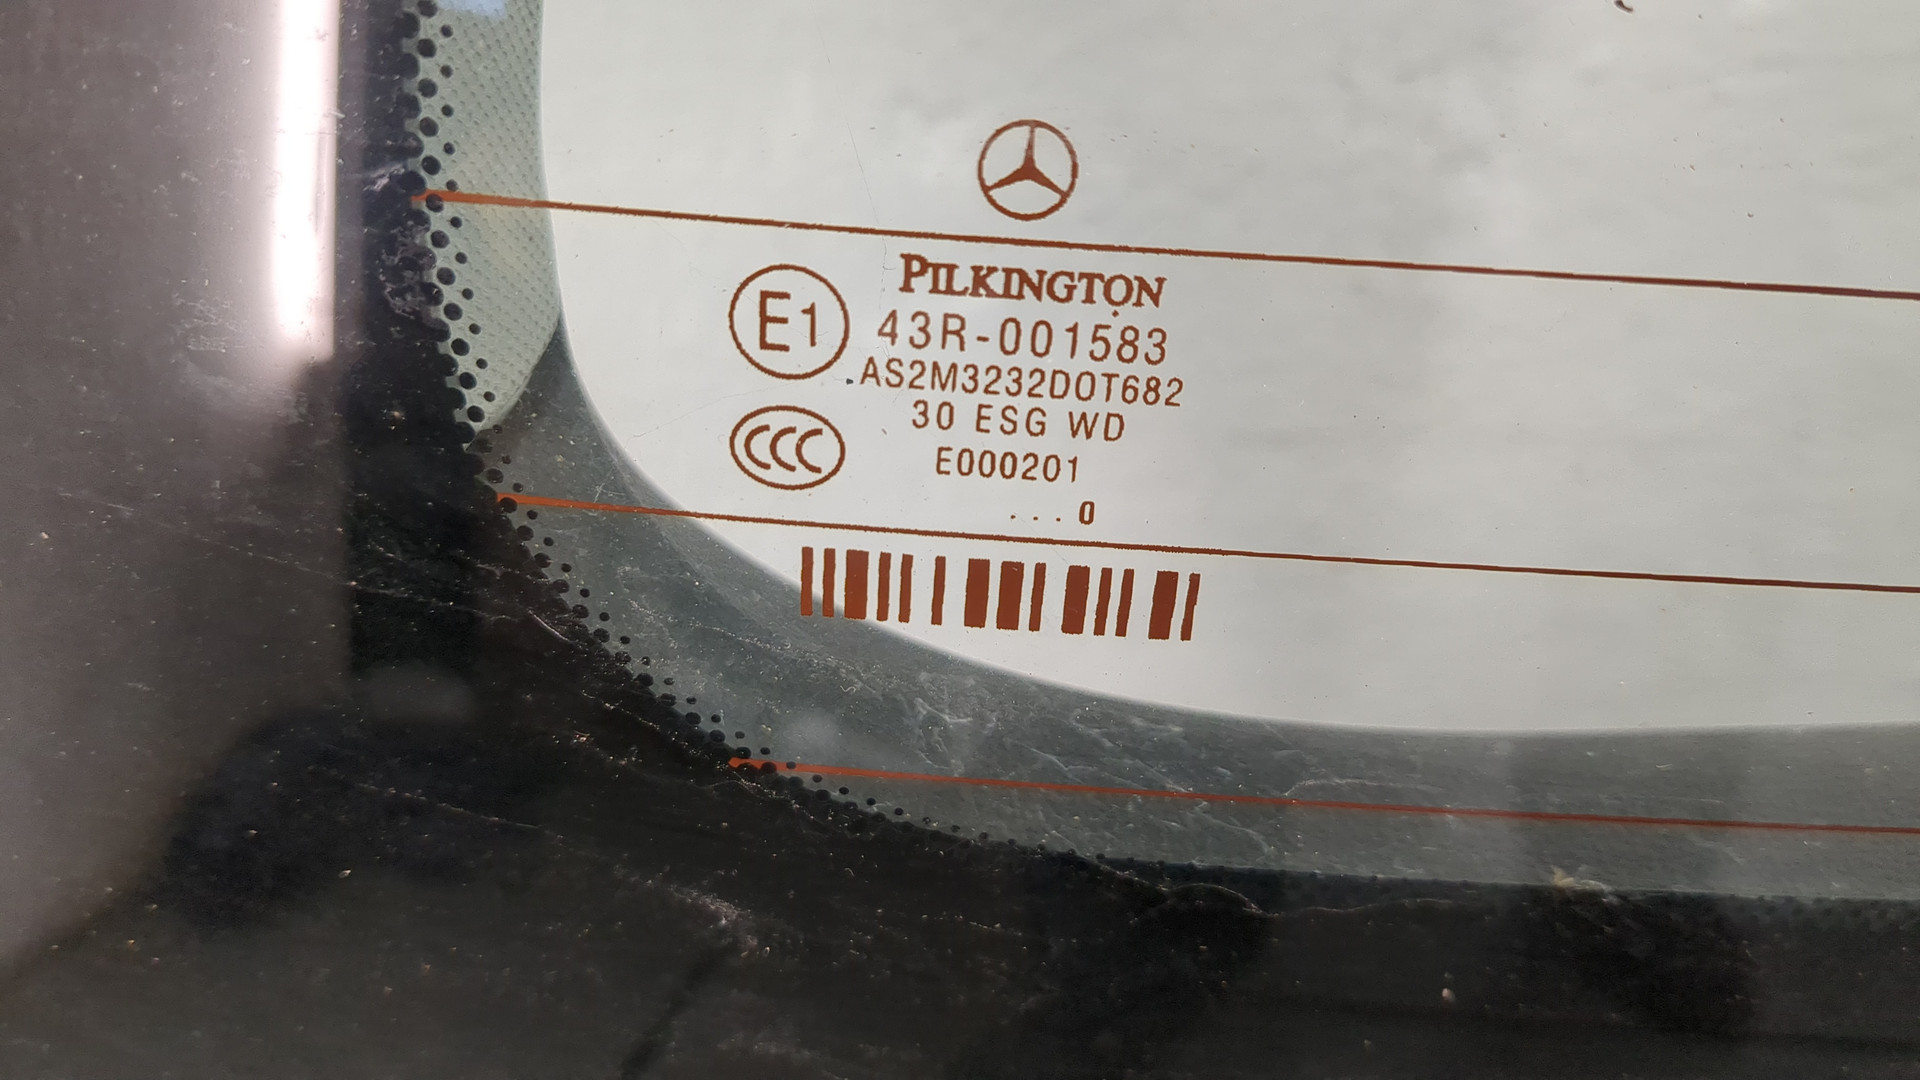 PILKINGTON
E1
43R-001583
AS2M3232DOT682
30 ESG WD
CCC
E000201
...0